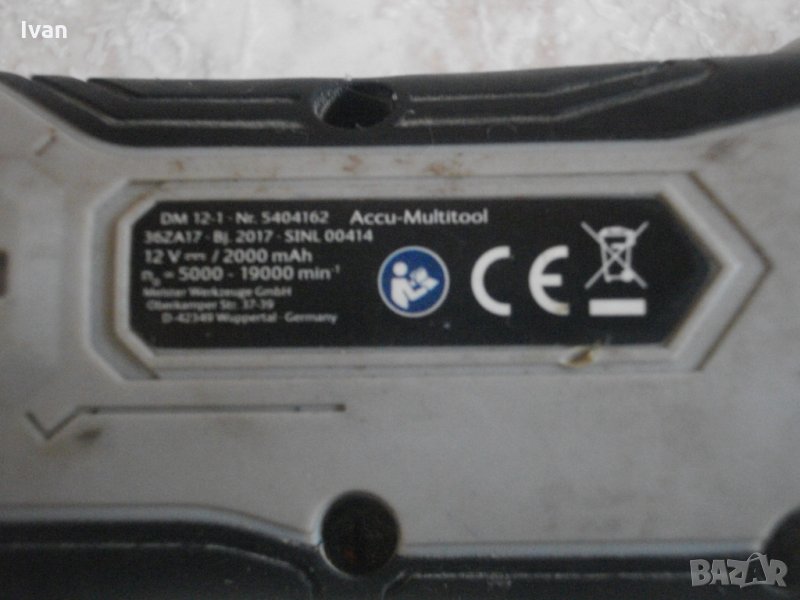 Ivan
DM 12-1 · Nr. 5404162 Accu-Multitool
36ZA17 · Bj. 2017 · SINL 00414
12 V / 2000 mAh
n₀ = 5000 - 19000 min⁻¹
Meister Werkzeuge GmbH
Oberkamper Str. 37-39
D-42349 Wuppertal · Germany
CE
BAZAR